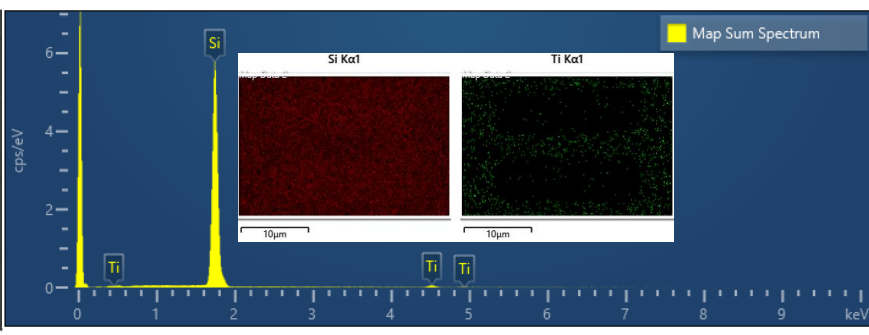 Map Sum Spectrum
Si
Si Kα1
Ti Kα1
6
4
cps/eV
2
0
10μm
10μm
Ti
Ti
Ti
0 1 2 3 4 5 6 7 8 9 keV